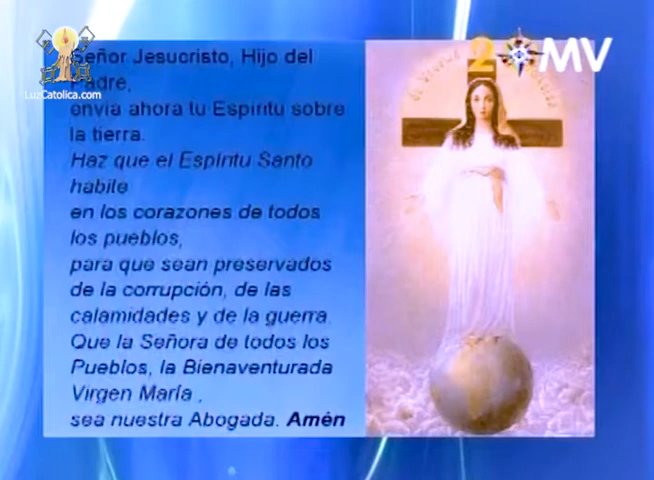 Señor Jesucristo, Hijo del
Padre,
envía ahora tu Espíritu sobre
la tierra.
Haz que el Espíritu Santo
habite
en los corazones de todos
los pueblos,
para que sean preservados
de la corrupción, de las
calamidades y de la guerra.
Que la Señora de todos los
Pueblos, la Bienaventurada
Virgen María ,
sea nuestra Abogada. Amén
LuzCatolica.com
2 MV